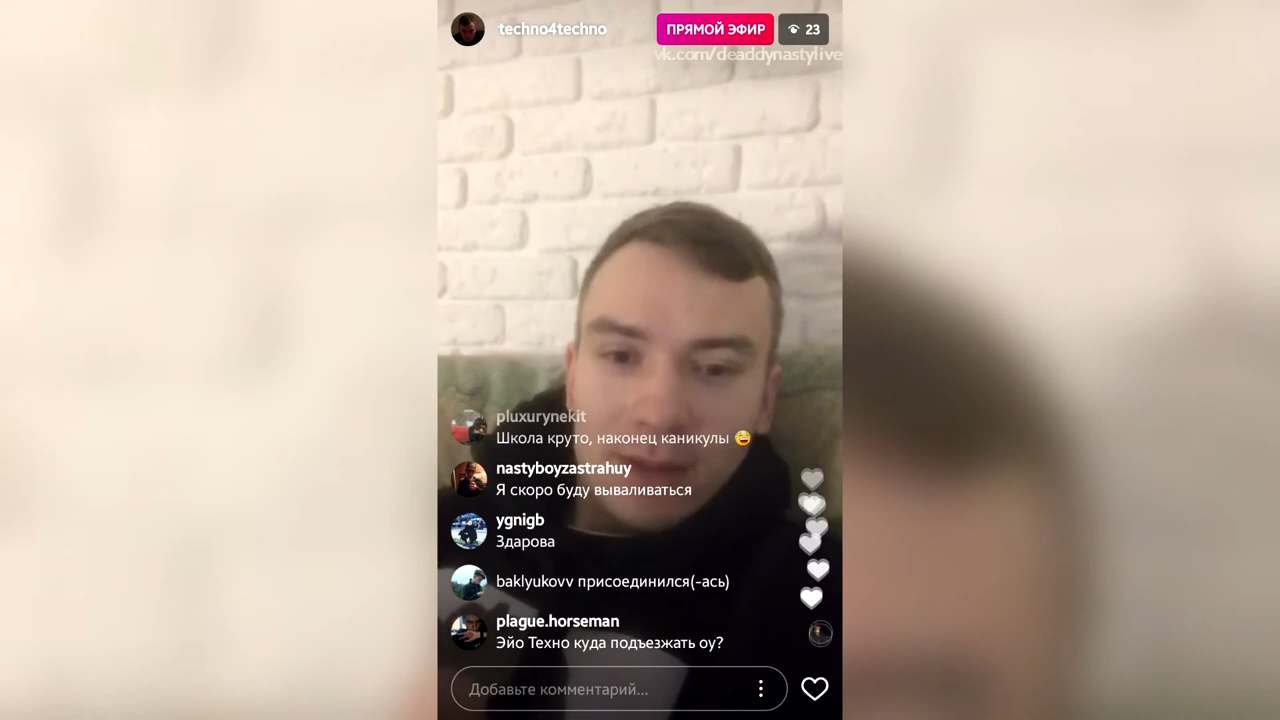 techno4techno
ПРЯМОЙ ЭФИР
23
vk.com/deaddynastylive
pluxurynekit
Школа круто, наконец каникулы 😅
nastyboyzastrahuy
Я скоро буду вываливаться
ygnigb
Здарова
baklyukovv присоединился(-ась)
plague.horseman
Эйо Техно куда подъезжать оу?
Добавьте комментарий...